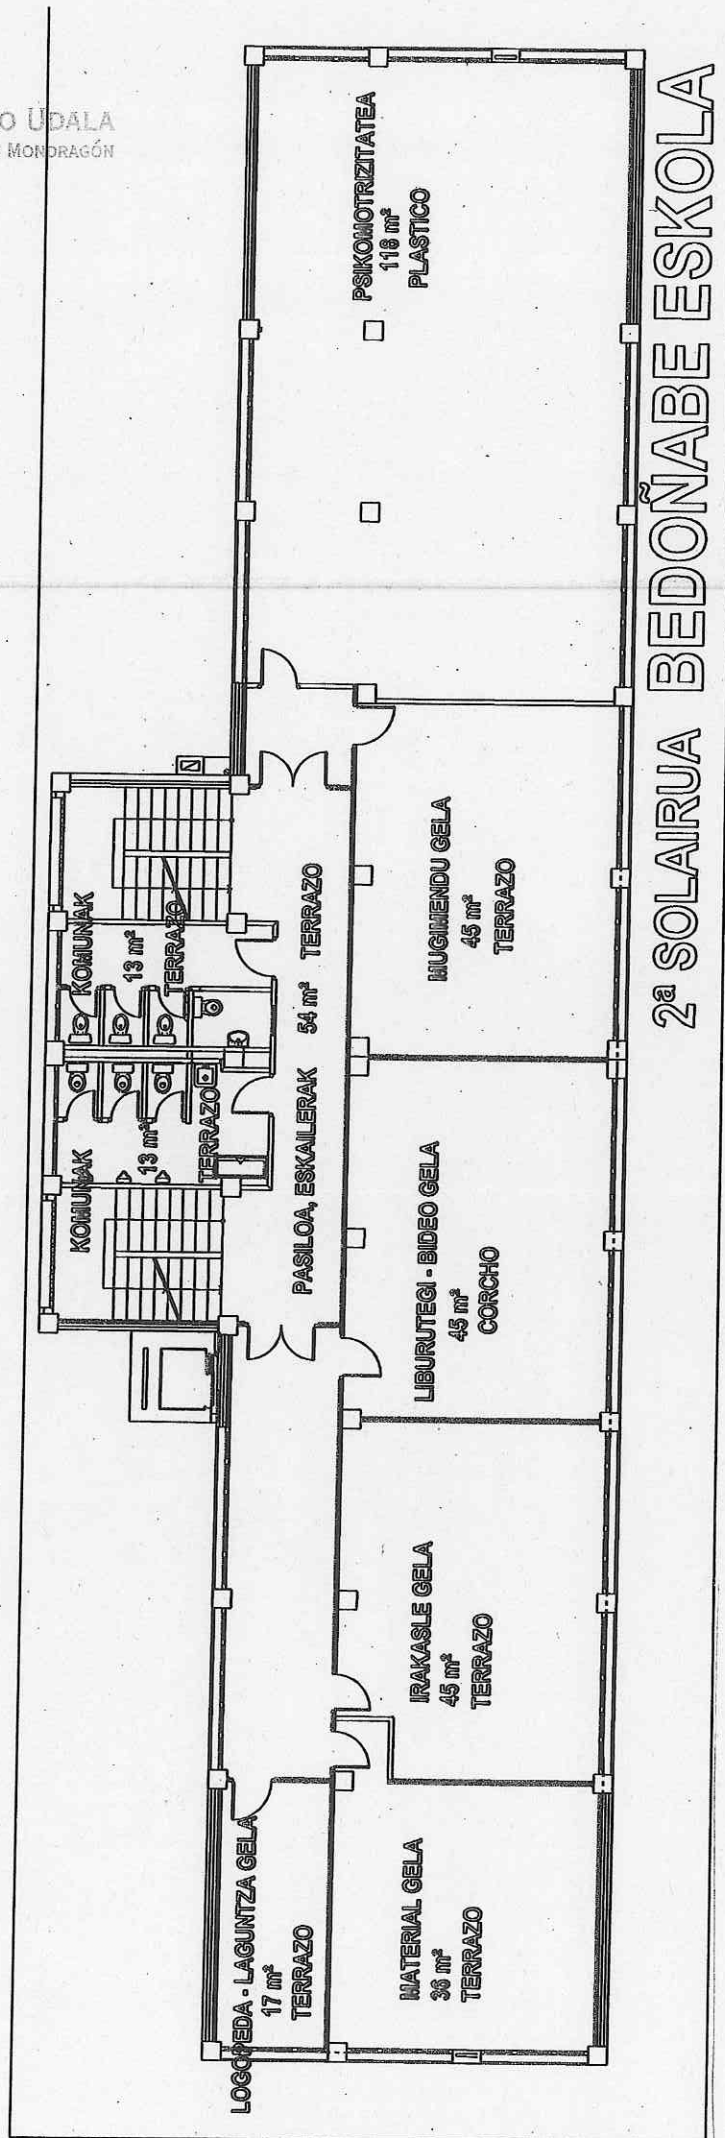 O UDALA
MONDRAGÓN
PSIKOMOTRIZITATEA
116 m²
PLASTICO
MUGIMENDU GELA
45 m²
TERRAZO
LIBURUTEGI - BIDEO GELA
45 m²
CORCHO
IRAKASLE GELA
45 m²
TERRAZO
MATERIAL GELA
36 m²
TERRAZO
LOGOPEDA - LAGUNTZA GELA
17 m²
TERRAZO
PASILOA, ESKAILERAK 54 m² TERRAZO
KOMUNAK
13 m²
TERRAZO
KOMUNAK
13 m²
TERRAZO
2ª SOLAIRUA BEDOÑABE ESKOLA